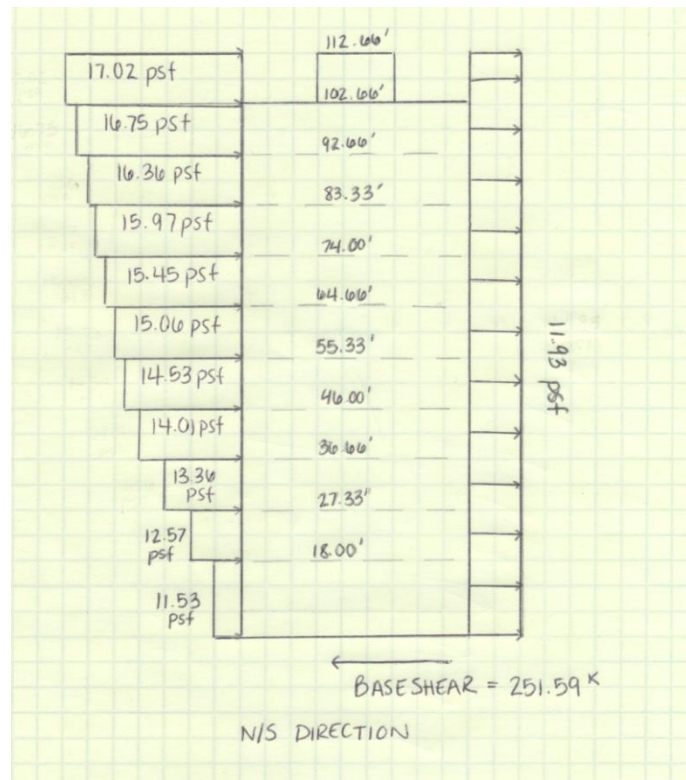 112.66'
17.02 psf
102.66'
16.75 psf
92.66'
16.36 psf
83.33'
15.97 psf
74.00'
15.45 psf
64.66'
15.06 psf
55.33'
11.93 psf
14.53 psf
46.00'
14.01 psf
36.66'
13.36
psf
27.33'
12.57
psf
18.00'
11.53
psf
BASE SHEAR = 251.59 K
N/S DIRECTION